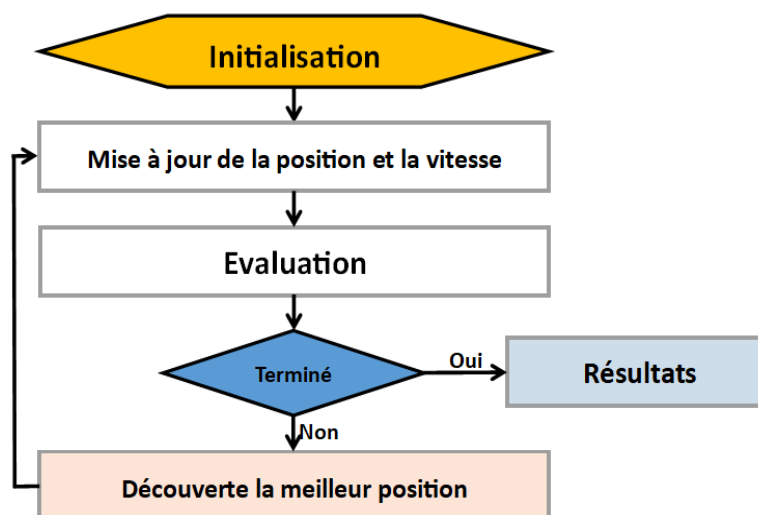 Initialisation
Mise à jour de la position et la vitesse
Evaluation
Terminé
Oui
Résultats
Non
Découverte la meilleur position